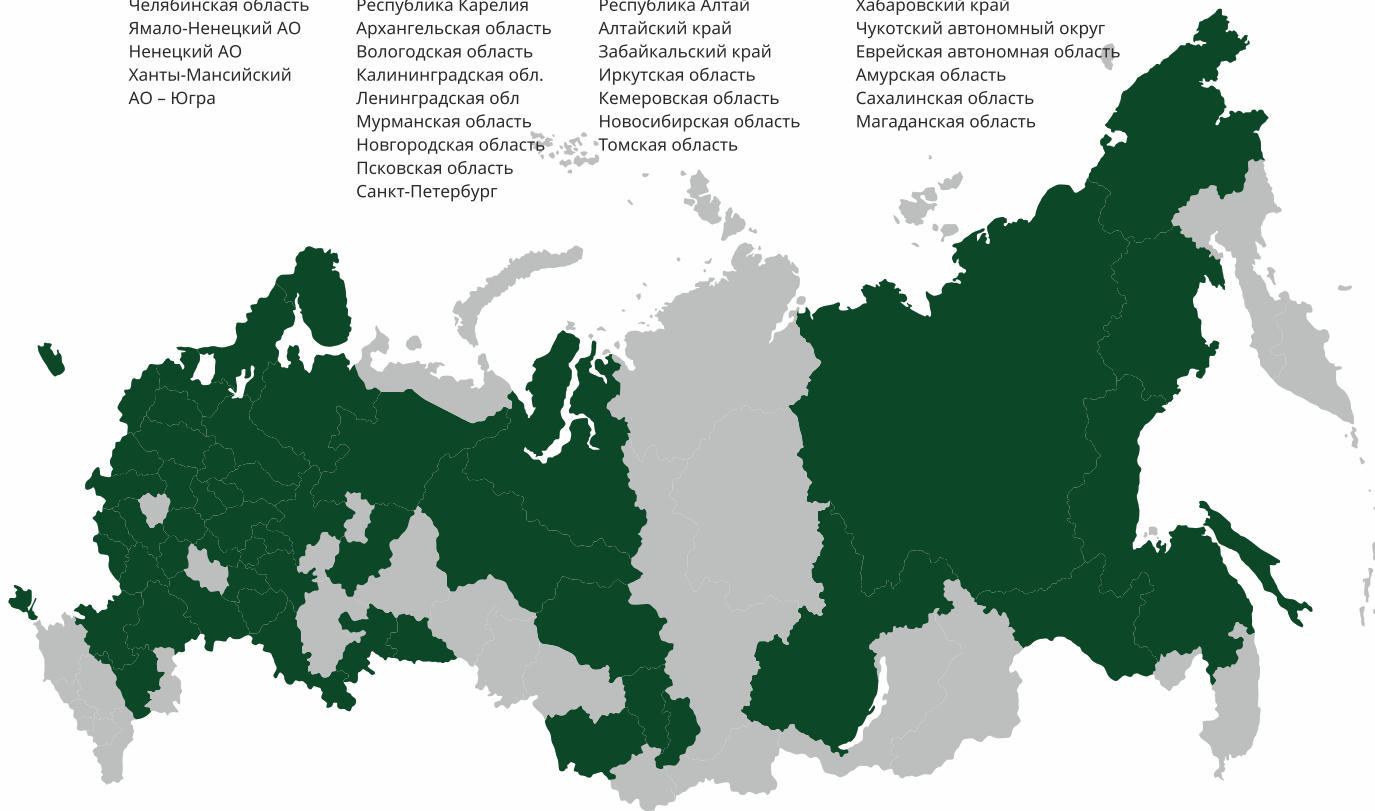 Челябинская область
Ямало-Ненецкий АО
Ненецкий АО
Ханты-Мансийский
АО – Югра
Республика Карелия
Архангельская область
Вологодская область
Калининградская обл.
Ленинградская обл
Мурманская область
Новгородская область
Псковская область
Санкт-Петербург
Республика Алтай
Алтайский край
Забайкальский край
Иркутская область
Кемеровская область
Новосибирская область
Томская область
Хабаровский край
Чукотский автономный округ
Еврейская автономная область
Амурская область
Сахалинская область
Магаданская область